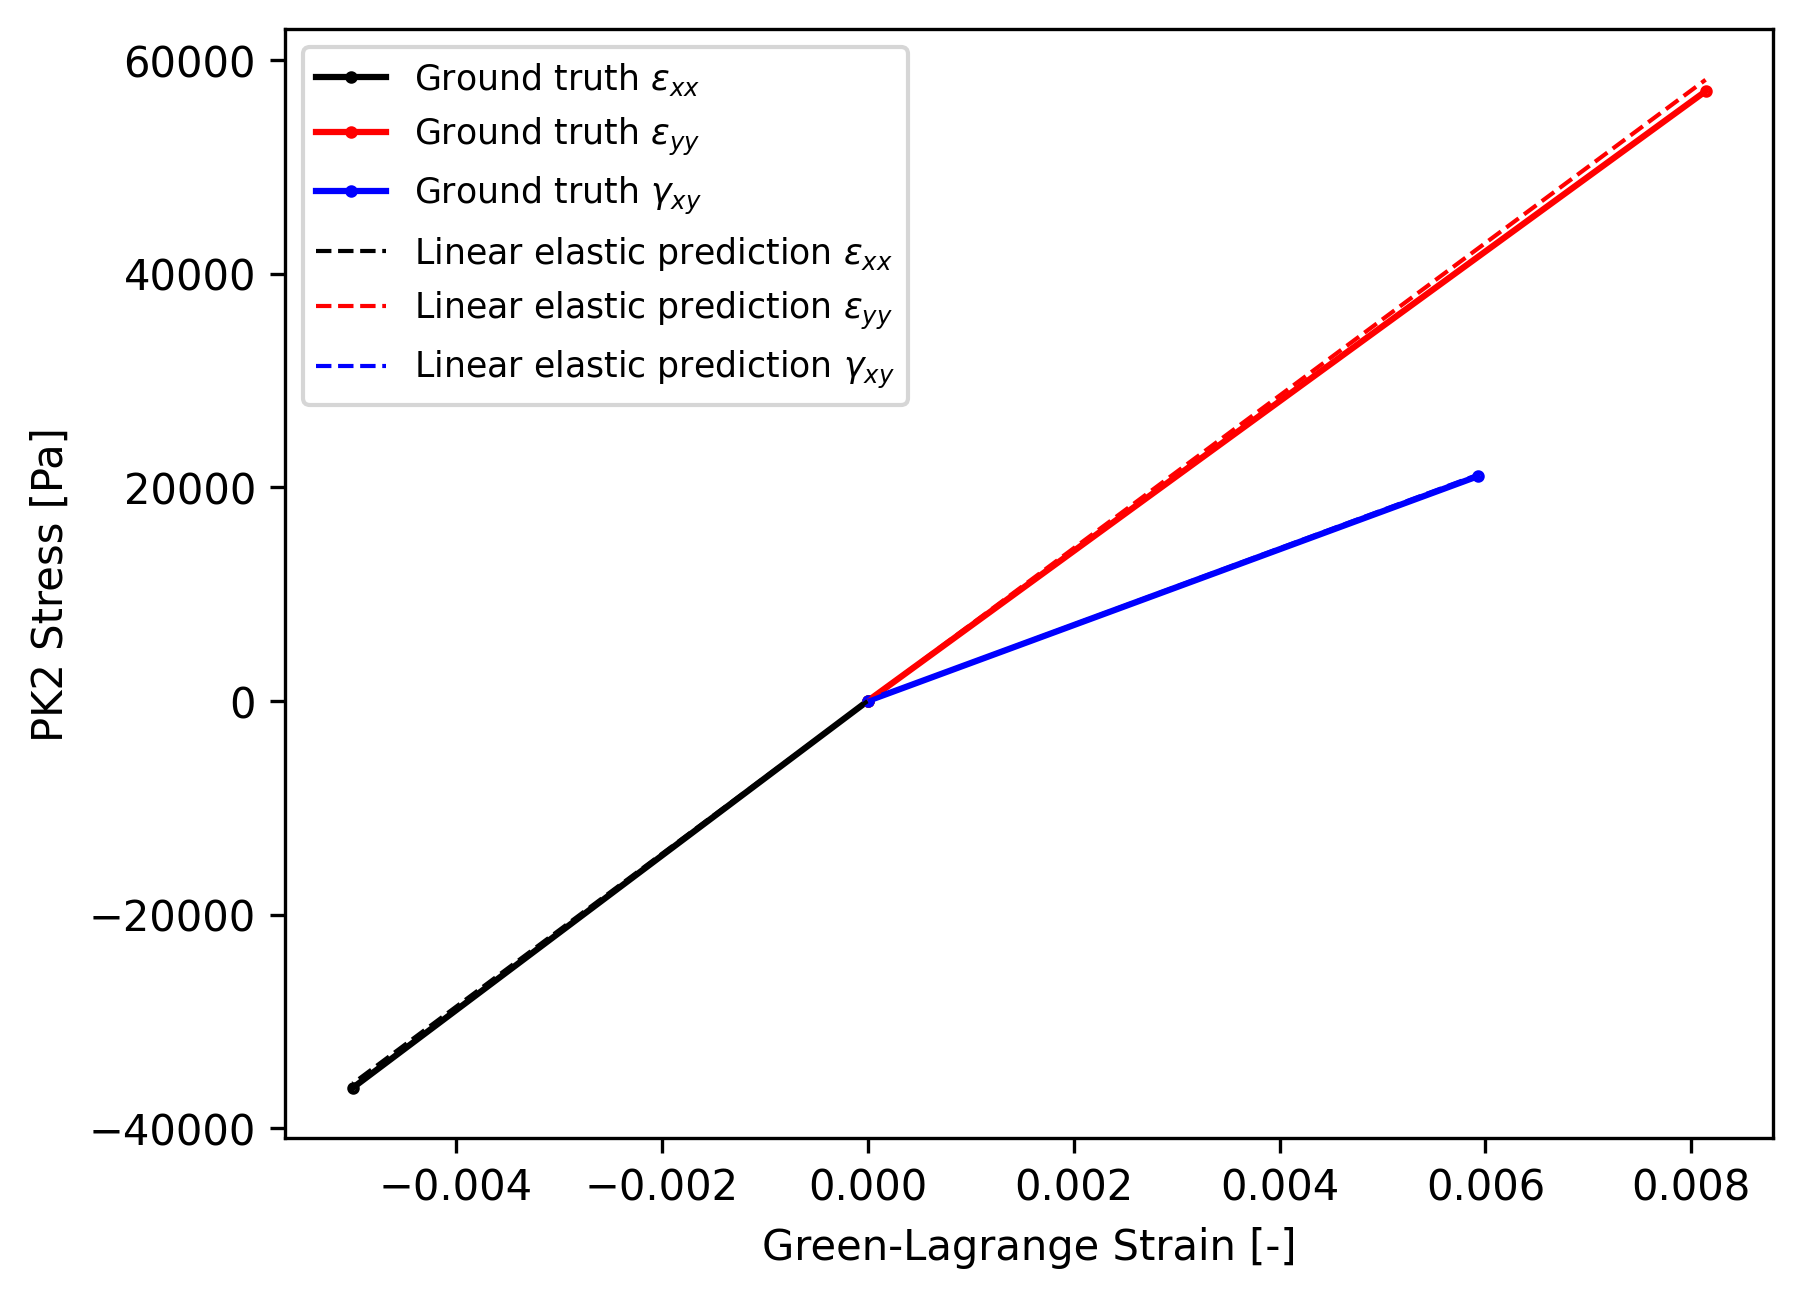 60000
40000
20000
0
−20000
−40000
PK2 Stress [Pa]
Ground truth εxx
Ground truth εyy
Ground truth γxy
Linear elastic prediction εxx
Linear elastic prediction εyy
Linear elastic prediction γxy
−0.004 −0.002 0.000 0.002 0.004 0.006 0.008
Green-Lagrange Strain [-]